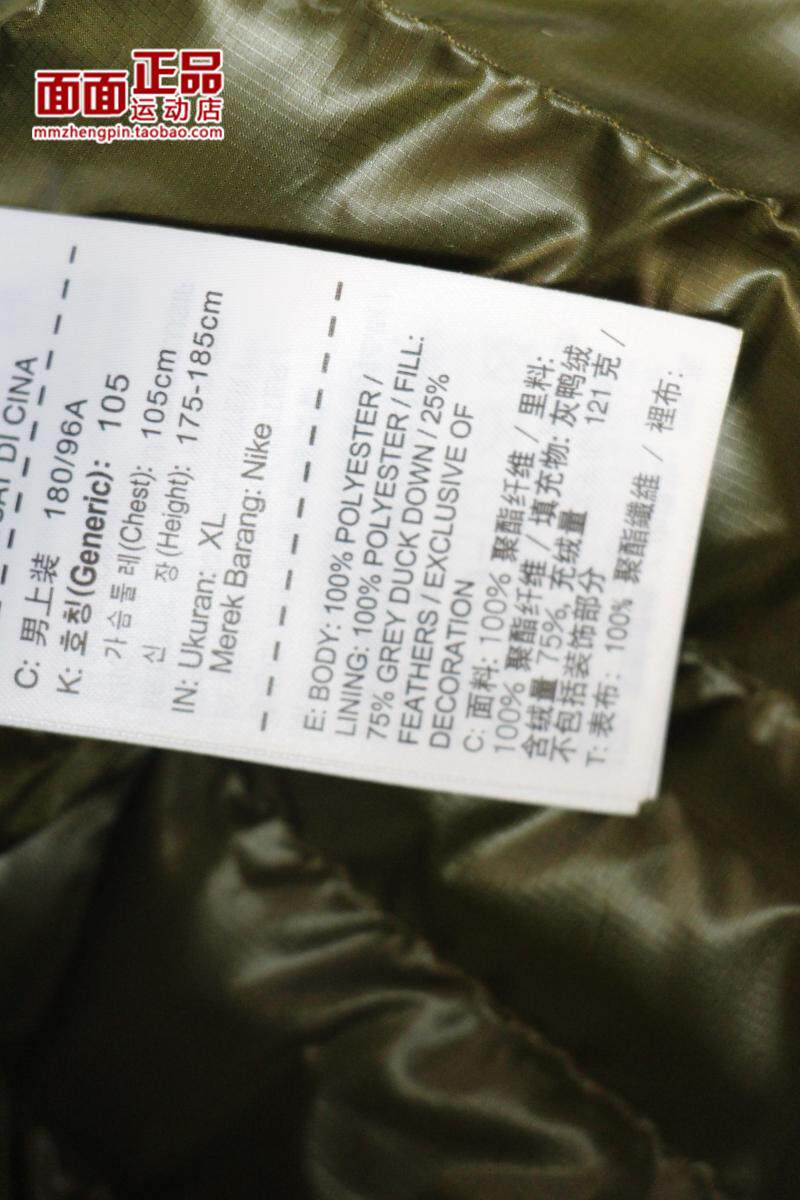 面面正品
运动店
mmzhengpin.taobao.com
DI CINA
C: 男上装 180/96A
K: 호칭(Generic): 105
가슴둘레(Chest): 105cm
신 장(Height): 175-185cm
IN: Ukuran: XL
Merek Barang: Nike
E: BODY: 100% POLYESTER /
LINING: 100% POLYESTER / FILL:
75% GREY DUCK DOWN / 25%
FEATHERS / EXCLUSIVE OF
DECORATION
C: 面料: 100% 聚酯纤维 / 里料:
100% 聚酯纤维 / 填充物: 灰鸭绒
含绒量 75%, 充绒量 121 克 /
不包括装饰部分
T: 表布: 100% 聚酯纖維 / 裡布: